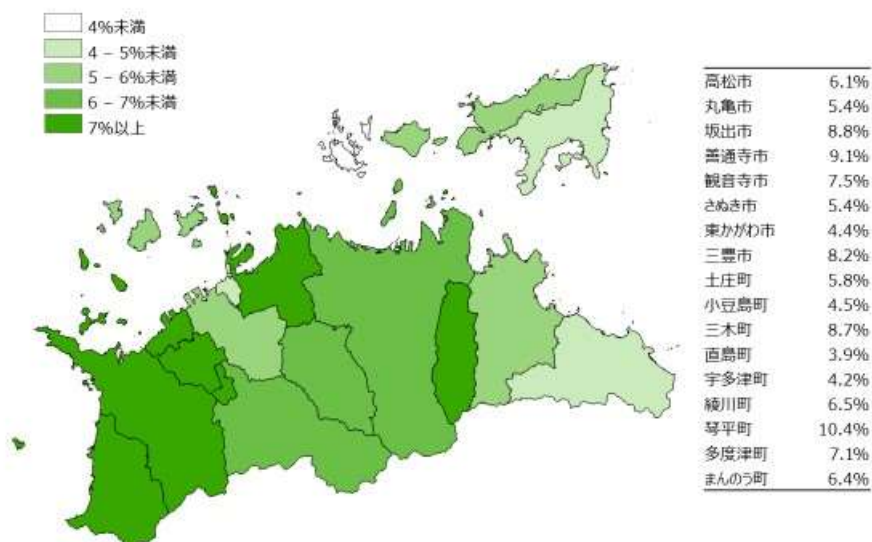 4%未満
4 – 5%未満
5 – 6%未満
6 – 7%未満
7%以上
高松市 6.1%
丸亀市 5.4%
坂出市 8.8%
善通寺市 9.1%
観音寺市 7.5%
さぬき市 5.4%
東かがわ市 4.4%
三豊市 8.2%
土庄町 5.8%
小豆島町 4.5%
三木町 8.7%
直島町 3.9%
宇多津町 4.2%
綾川町 6.5%
琴平町 10.4%
多度津町 7.1%
まんのう町 6.4%